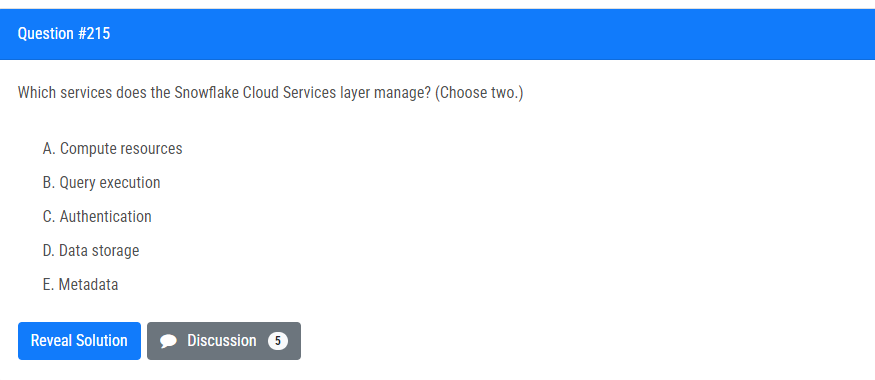 Question #215
Which services does the Snowflake Cloud Services layer manage? (Choose two.)
A. Compute resources
B. Query execution
C. Authentication
D. Data storage
E. Metadata
Reveal Solution Discussion 5